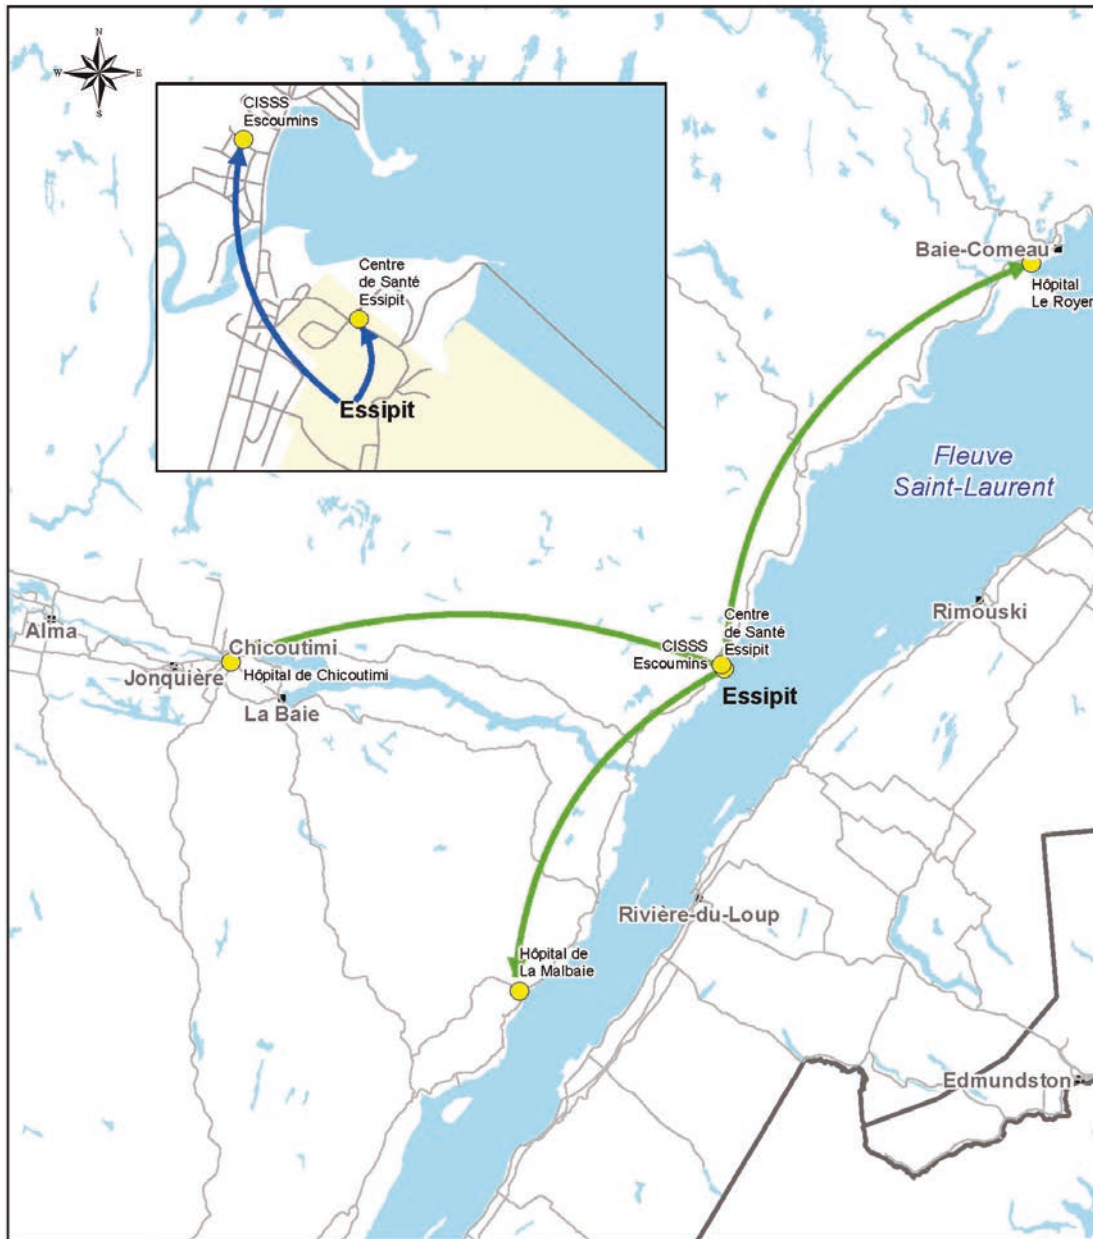 N
W
E
S
CISSS
Escoumins
Centre
de Santé
Essipit
Essipit
Baie-Comeau
Hôpital
Le Royer
Fleuve
Saint-Laurent
Rimouski
Centre
de Santé
Essipit
CISSS
Escoumins
Essipit
Alma
Chicoutimi
Jonquière
Hôpital de Chicoutimi
La Baie
Rivière-du-Loup
Hôpital de
La Malbaie
Edmundston